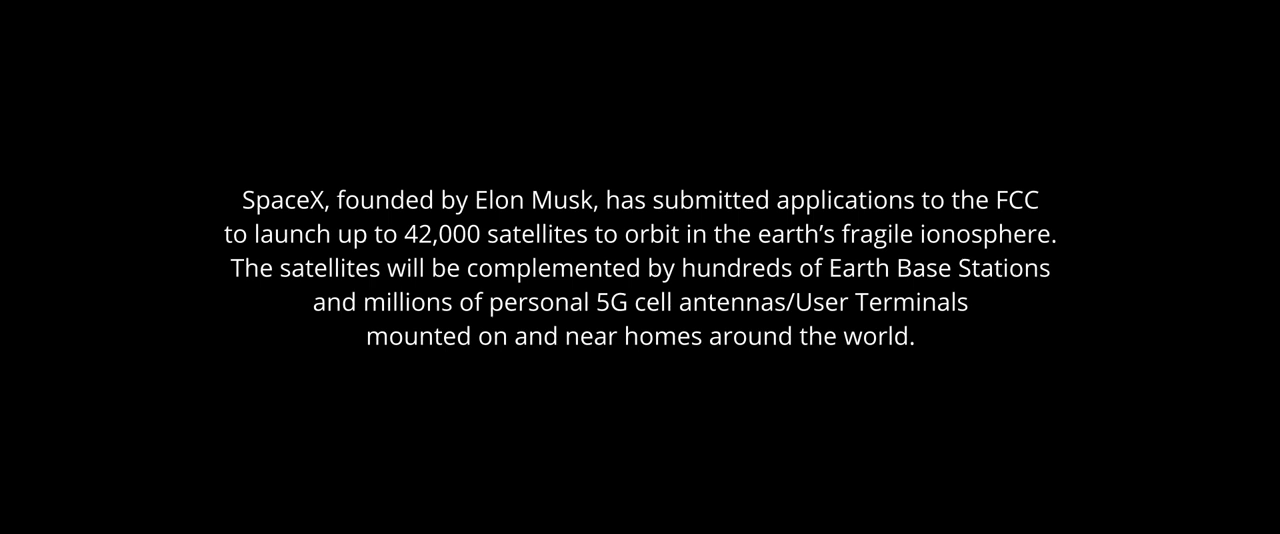 SpaceX, founded by Elon Musk, has submitted applications to the FCC
to launch up to 42,000 satellites to orbit in the earth’s fragile ionosphere.
The satellites will be complemented by hundreds of Earth Base Stations
and millions of personal 5G cell antennas/User Terminals
mounted on and near homes around the world.